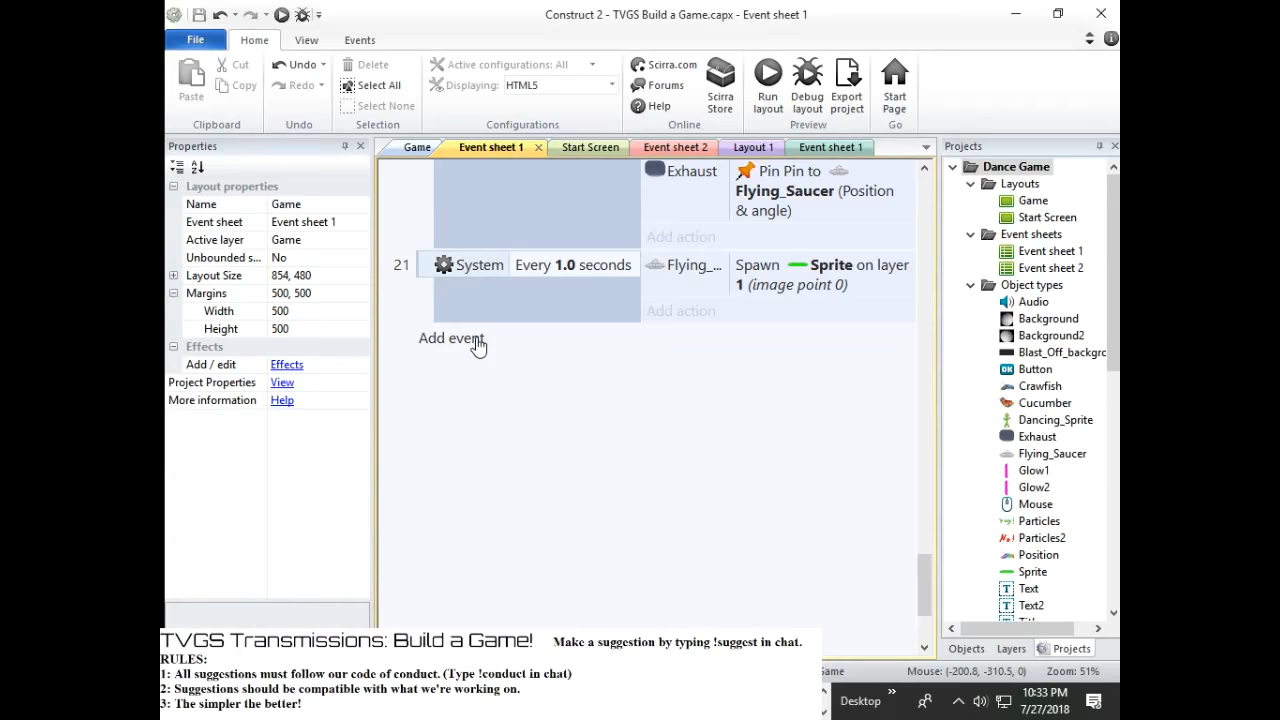 Construct 2 - TVGS Build a Game.capx - Event sheet 1
File Home View Events
Paste
Cut
Copy
Clipboard
Undo
Redo
Undo
Delete
Select All
Select None
Selection
Active configurations: All
Displaying: HTML5
Configurations
Scirra.com
Forums
Help
Scirra Store
Online
Run layout
Debug layout
Export project
Preview
Start Page
Go
Properties
Layout properties
Name Game
Event sheet Event sheet 1
Active layer Game
Unbounded s... No
Layout Size 854, 480
Margins 500, 500
Width 500
Height 500
Effects
Add / edit Effects
Project Properties View
More information Help
Game Event sheet 1 Start Screen Event sheet 2 Layout 1 Event sheet 1
Exhaust Pin Pin to
Flying_Saucer (Position
& angle)
Add action
21 System Every 1.0 seconds Flying_... Spawn Sprite on layer
1 (image point 0)
Add action
Add event
Projects
Dance Game
Layouts
Game
Start Screen
Event sheets
Event sheet 1
Event sheet 2
Object types
Audio
Background
Background2
Blast_Off_backgro
Button
Crawfish
Cucumber
Dancing_Sprite
Exhaust
Flying_Saucer
Glow1
Glow2
Mouse
Particles
Particles2
Position
Sprite
Text
Text2
Objects Layers Projects
ame Mouse: (-200.8, -310.5, 0) Zoom: 51%
TVGS Transmissions: Build a Game! Make a suggestion by typing !suggest in chat.
RULES:
1: All suggestions must follow our code of conduct. (Type !conduct in chat)
2: Suggestions should be compatible with what we're working on.
3: The simpler the better!
Desktop
10:33 PM
7/27/2018